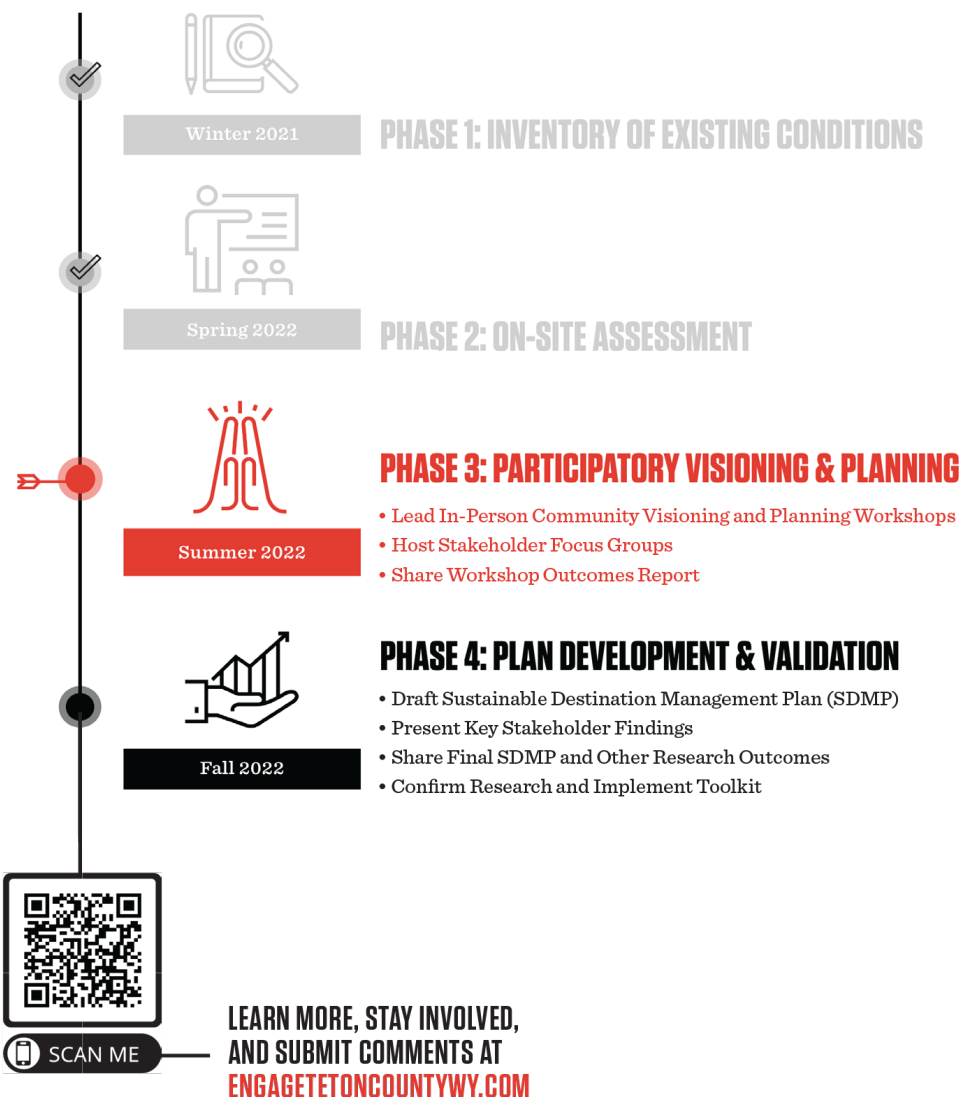 Winter 2021
PHASE 1: INVENTORY OF EXISTING CONDITIONS
Spring 2022
PHASE 2: ON-SITE ASSESSMENT
PHASE 3: PARTICIPATORY VISIONING & PLANNING
• Lead In-Person Community Visioning and Planning Workshops
• Host Stakeholder Focus Groups
• Share Workshop Outcomes Report
Summer 2022
PHASE 4: PLAN DEVELOPMENT & VALIDATION
• Draft Sustainable Destination Management Plan (SDMP)
• Present Key Stakeholder Findings
• Share Final SDMP and Other Research Outcomes
• Confirm Research and Implement Toolkit
Fall 2022
SCAN ME
LEARN MORE, STAY INVOLVED,
AND SUBMIT COMMENTS AT
ENGAGETETONCOUNTYWY.COM